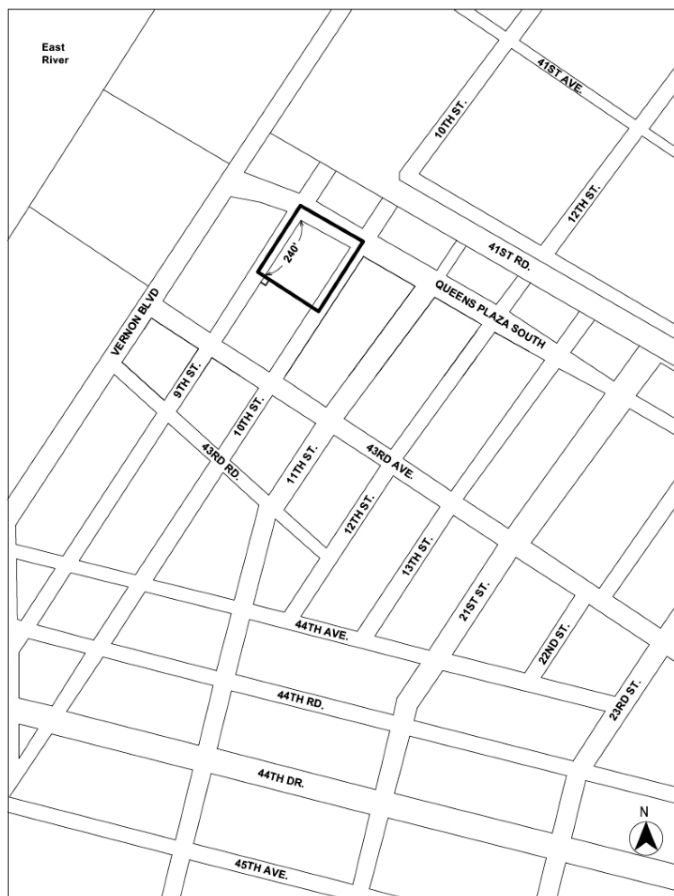 East
River
41ST AVE.
10TH ST.
12TH ST.
41ST RD.
240'
QUEENS PLAZA SOUTH
VERNON BLVD
9TH ST.
10TH ST.
43RD RD.
11TH ST.
43RD AVE.
12TH ST.
13TH ST.
21ST ST.
22ND ST.
23RD ST.
44TH AVE.
44TH RD.
44TH DR.
45TH AVE.
N